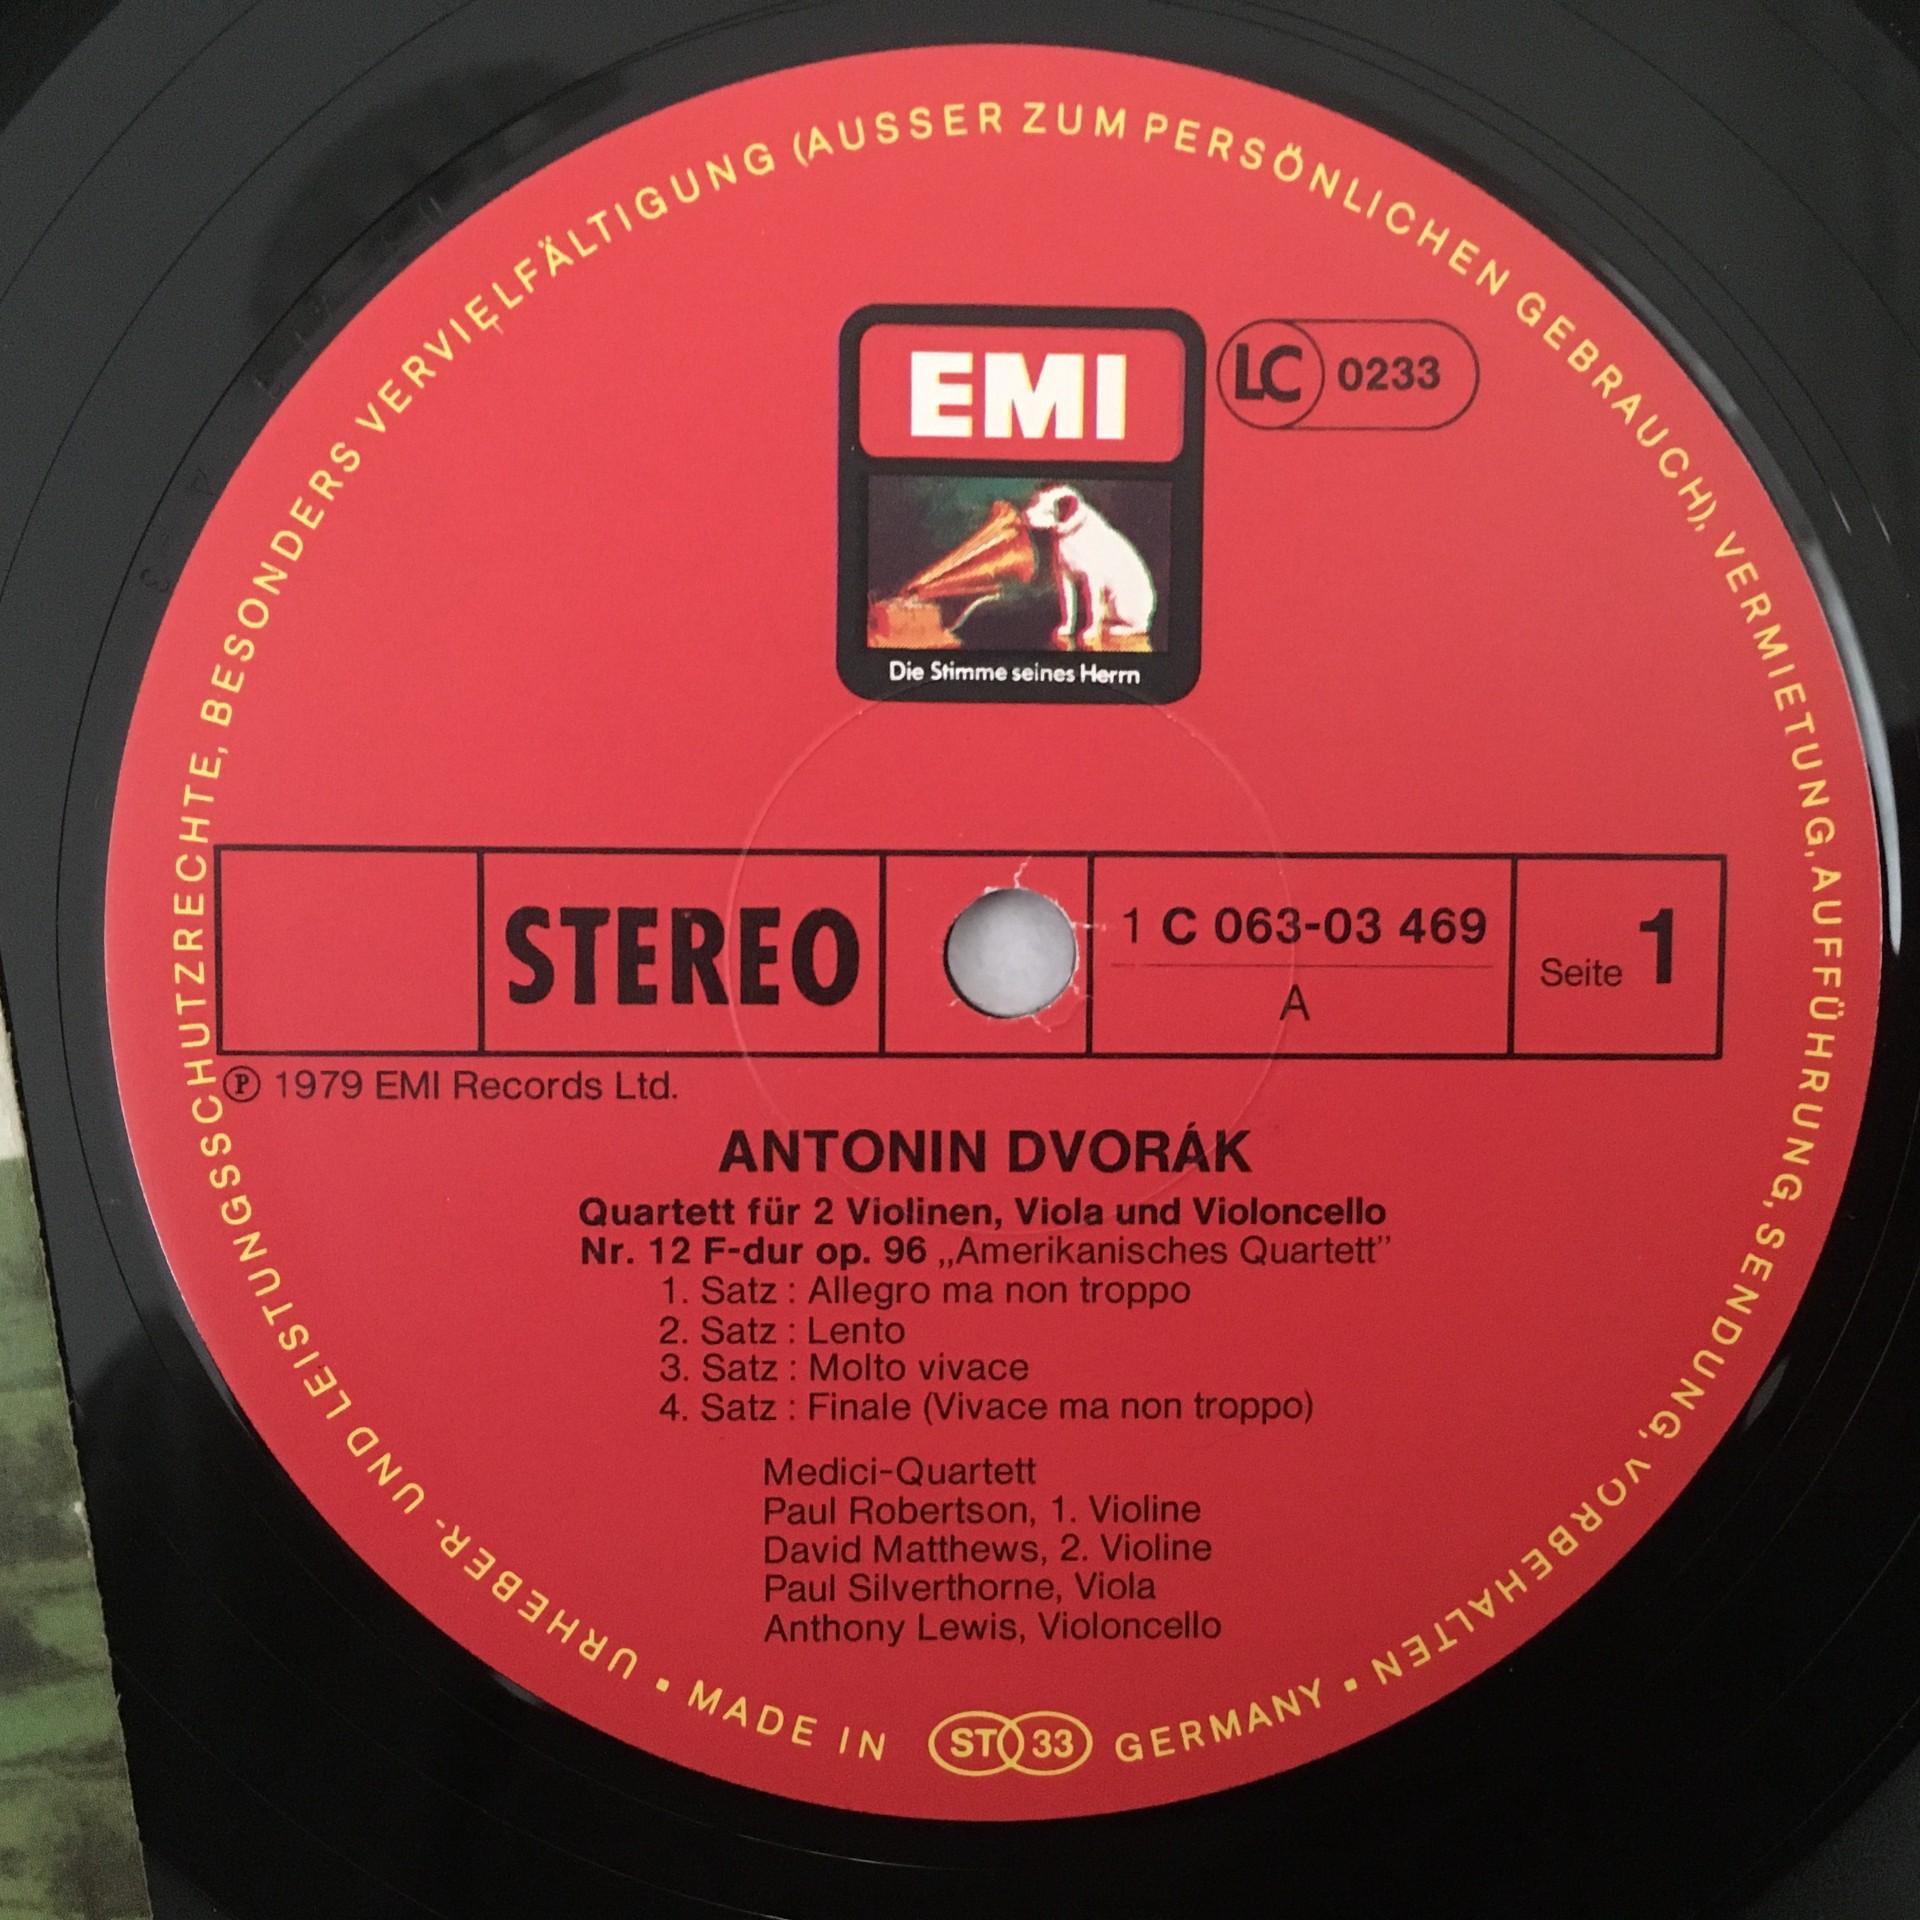 URHEBER- UND LEISTUNGSSCHUTZRECHTE, BESONDERS VERVIELFÄLTIGUNG (AUSSER ZUM PERSÖNLICHEN GEBRAUCH), VERMIETUNG, AUFFÜHRUNG, SENDUNG, VORBEHALTEN •
EMI
LC 0233
Die Stimme seines Herrn
STEREO
1 C 063-03 469
A
Seite 1
℗ 1979 EMI Records Ltd.
ANTONIN DVORÁK
Quartett für 2 Violinen, Viola und Violoncello
Nr. 12 F-dur op. 96 „Amerikanisches Quartett”
1. Satz : Allegro ma non troppo
2. Satz : Lento
3. Satz : Molto vivace
4. Satz : Finale (Vivace ma non troppo)
Medici-Quartett
Paul Robertson, 1. Violine
David Matthews, 2. Violine
Paul Silverthorne, Viola
Anthony Lewis, Violoncello
• MADE IN ST 33 GERMANY